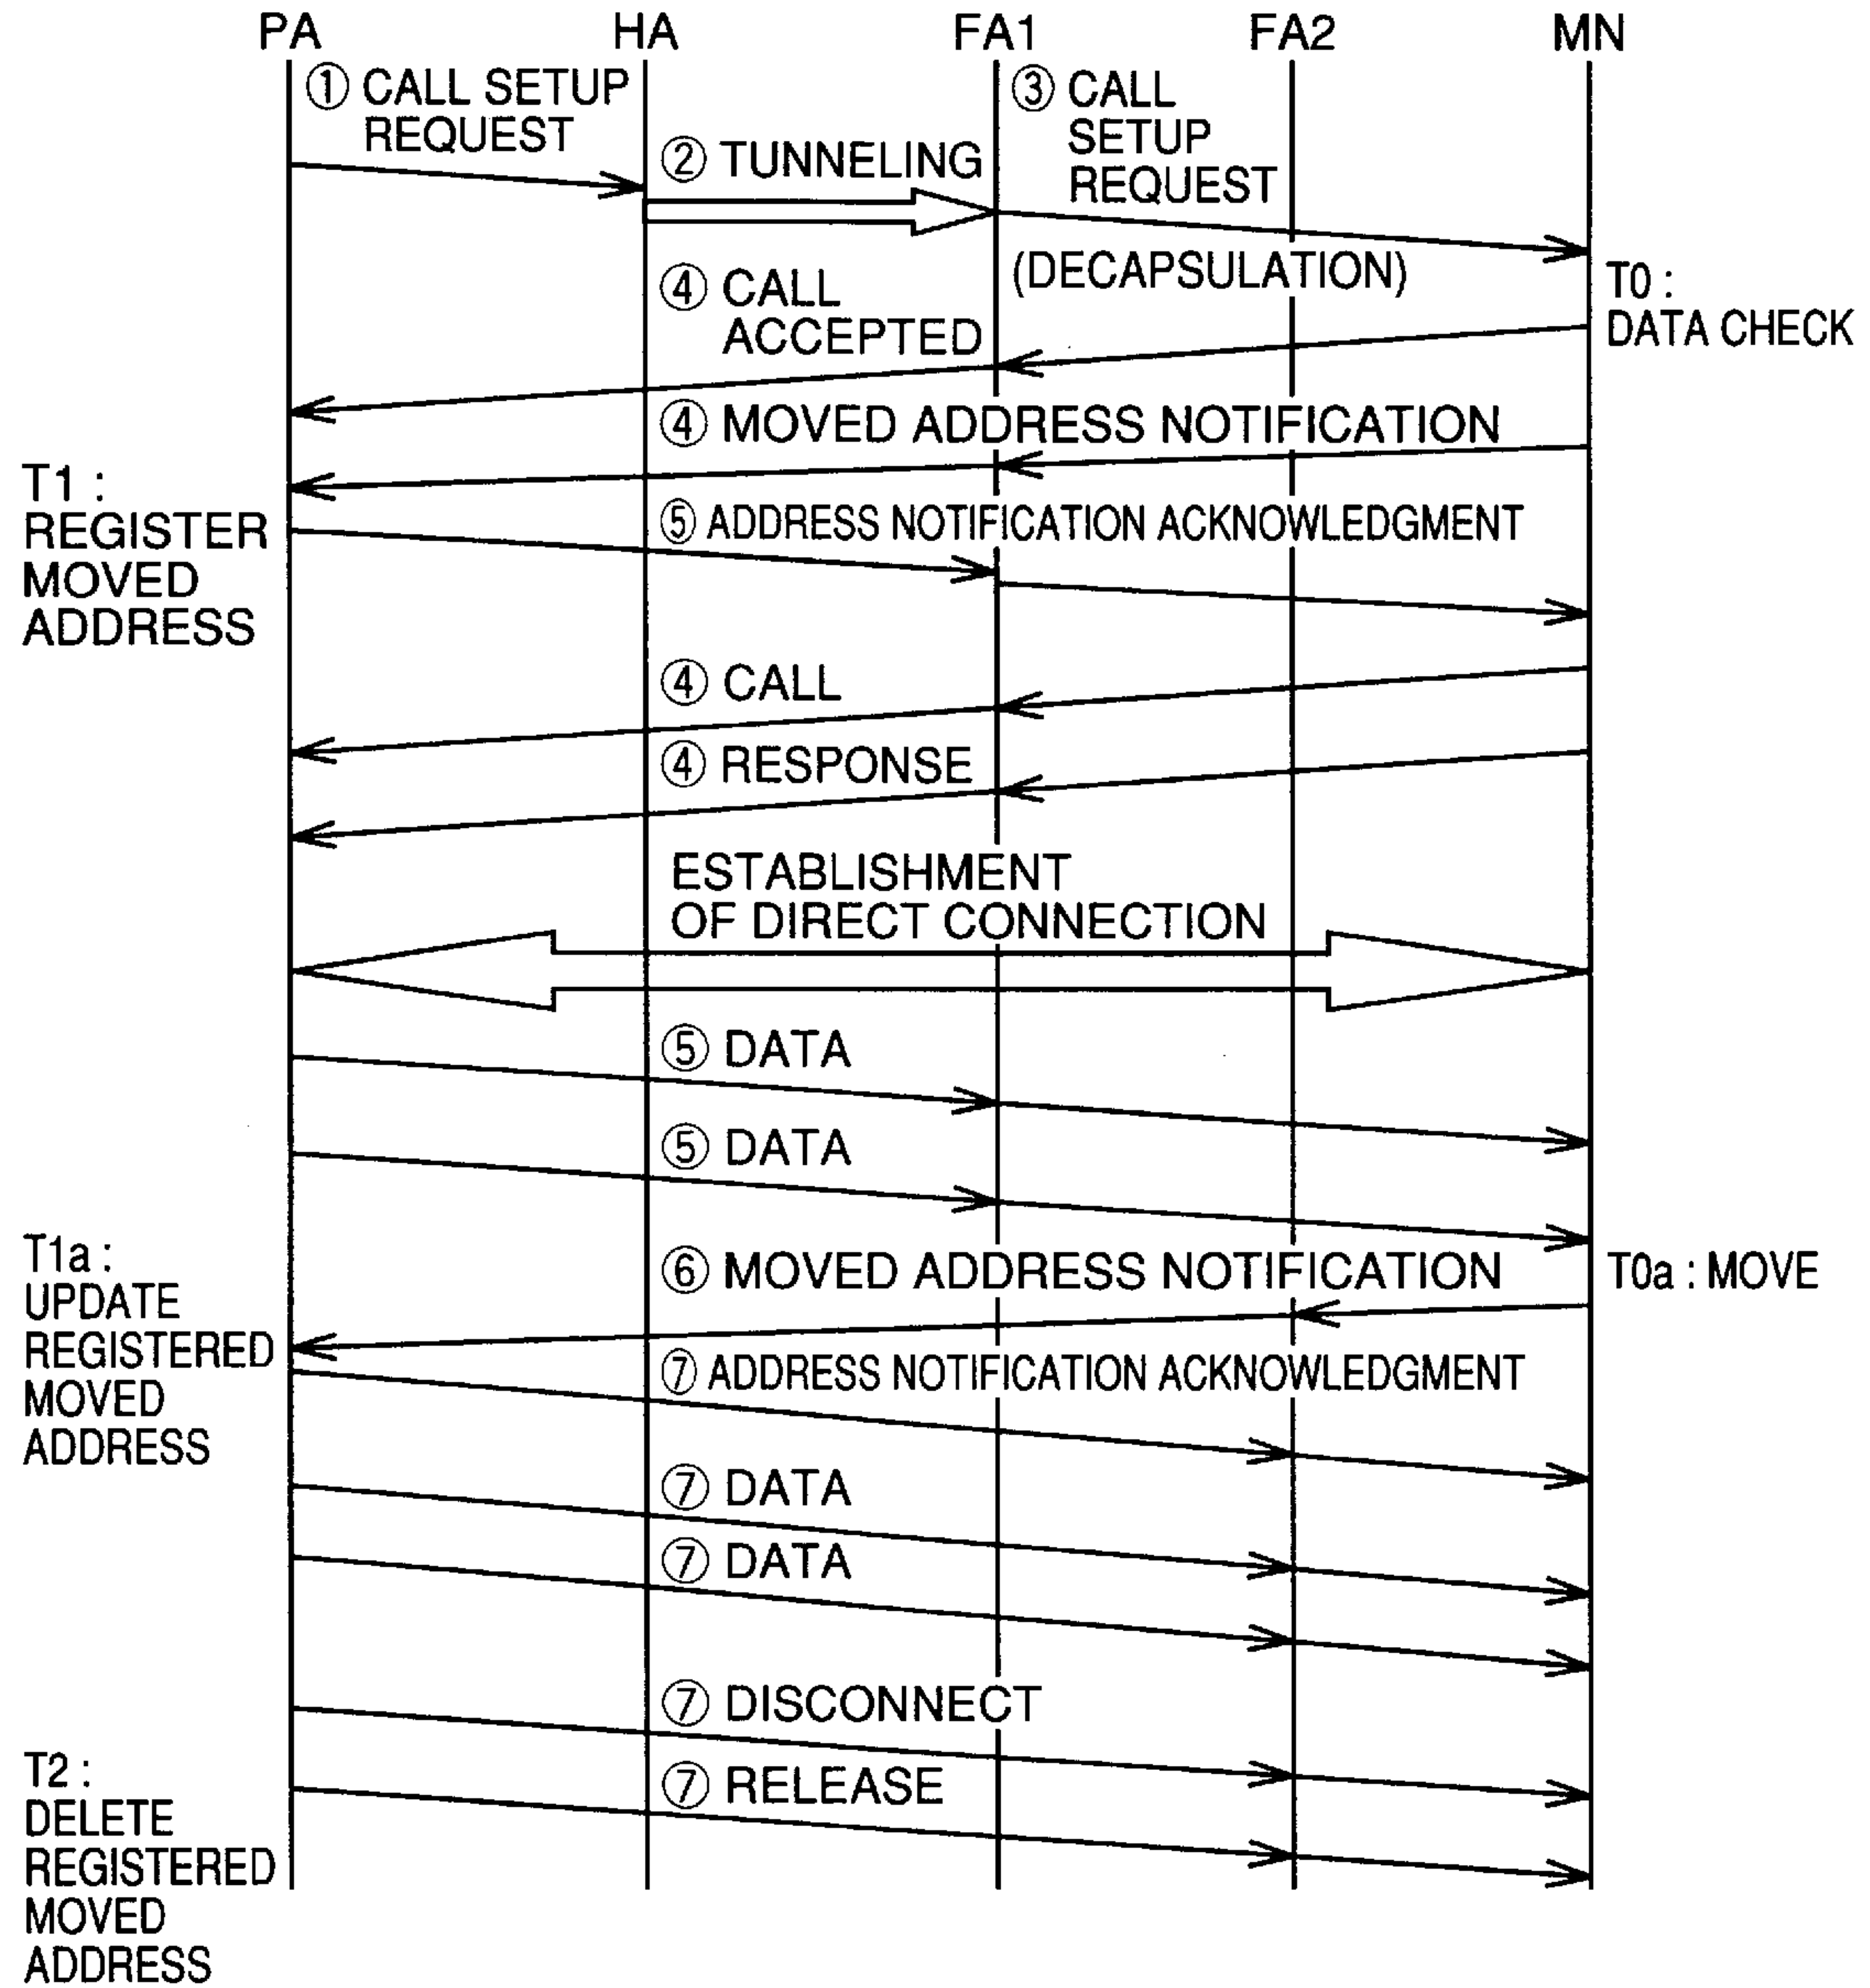 PA HA FA1 FA2 MN
① CALL SETUP
REQUEST
② TUNNELING
③ CALL
SETUP
REQUEST
(DECAPSULATION)
T0 :
DATA CHECK
④ CALL
ACCEPTED
④ MOVED ADDRESS NOTIFICATION
T1 :
REGISTER
MOVED
ADDRESS
⑤ ADDRESS NOTIFICATION ACKNOWLEDGMENT
④ CALL
④ RESPONSE
ESTABLISHMENT
OF DIRECT CONNECTION
⑤ DATA
⑤ DATA
T1a :
UPDATE
REGISTERED
MOVED
ADDRESS
⑥ MOVED ADDRESS NOTIFICATION
T0a : MOVE
⑦ ADDRESS NOTIFICATION ACKNOWLEDGMENT
⑦ DATA
⑦ DATA
⑦ DISCONNECT
T2 :
DELETE
REGISTERED
MOVED
ADDRESS
⑦ RELEASE